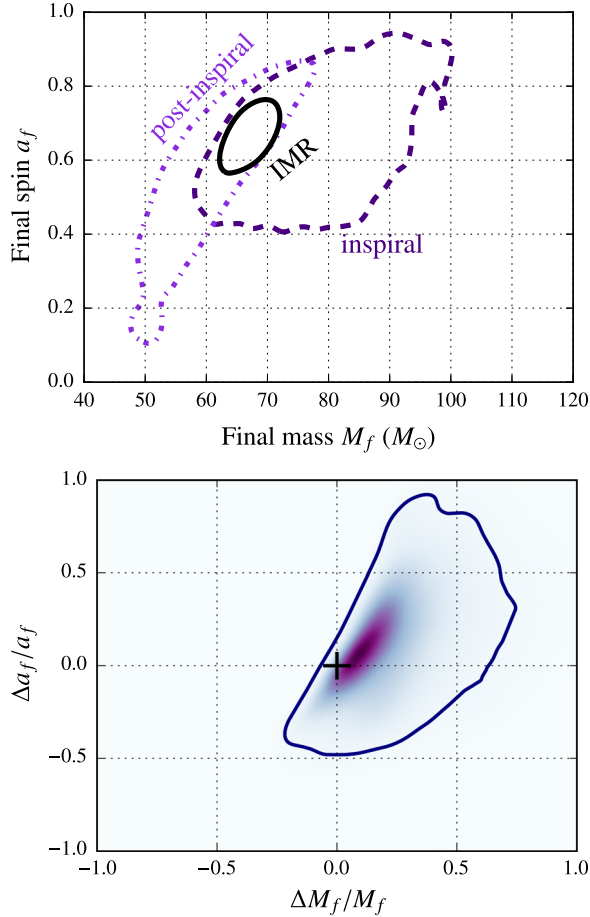 1.0
0.8
0.6
0.4
0.2
0.0
Final spin a_f
post-inspiral
IMR
inspiral
40 50 60 70 80 90 100 110 120
Final mass M_f (M_⊙)
1.0
0.5
0.0
−0.5
−1.0
Δa_f/a_f
−1.0 −0.5 0.0 0.5 1.0
ΔM_f/M_f